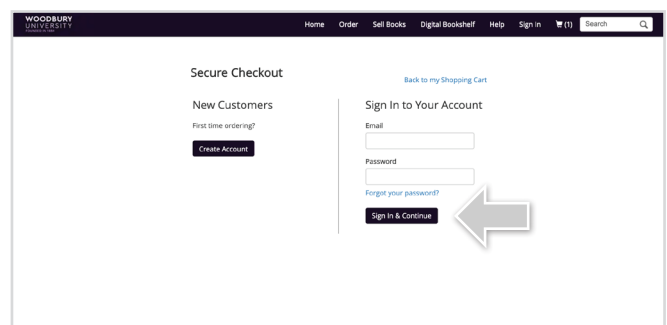 WOODBURY
UNIVERSITY
Home Order Sell Books Digital Bookshelf Help Sign In (1) Search
Secure Checkout
Back to my Shopping Cart
New Customers
First time ordering?
Create Account
Sign In to Your Account
Email
Password
Forgot your password?
Sign In & Continue